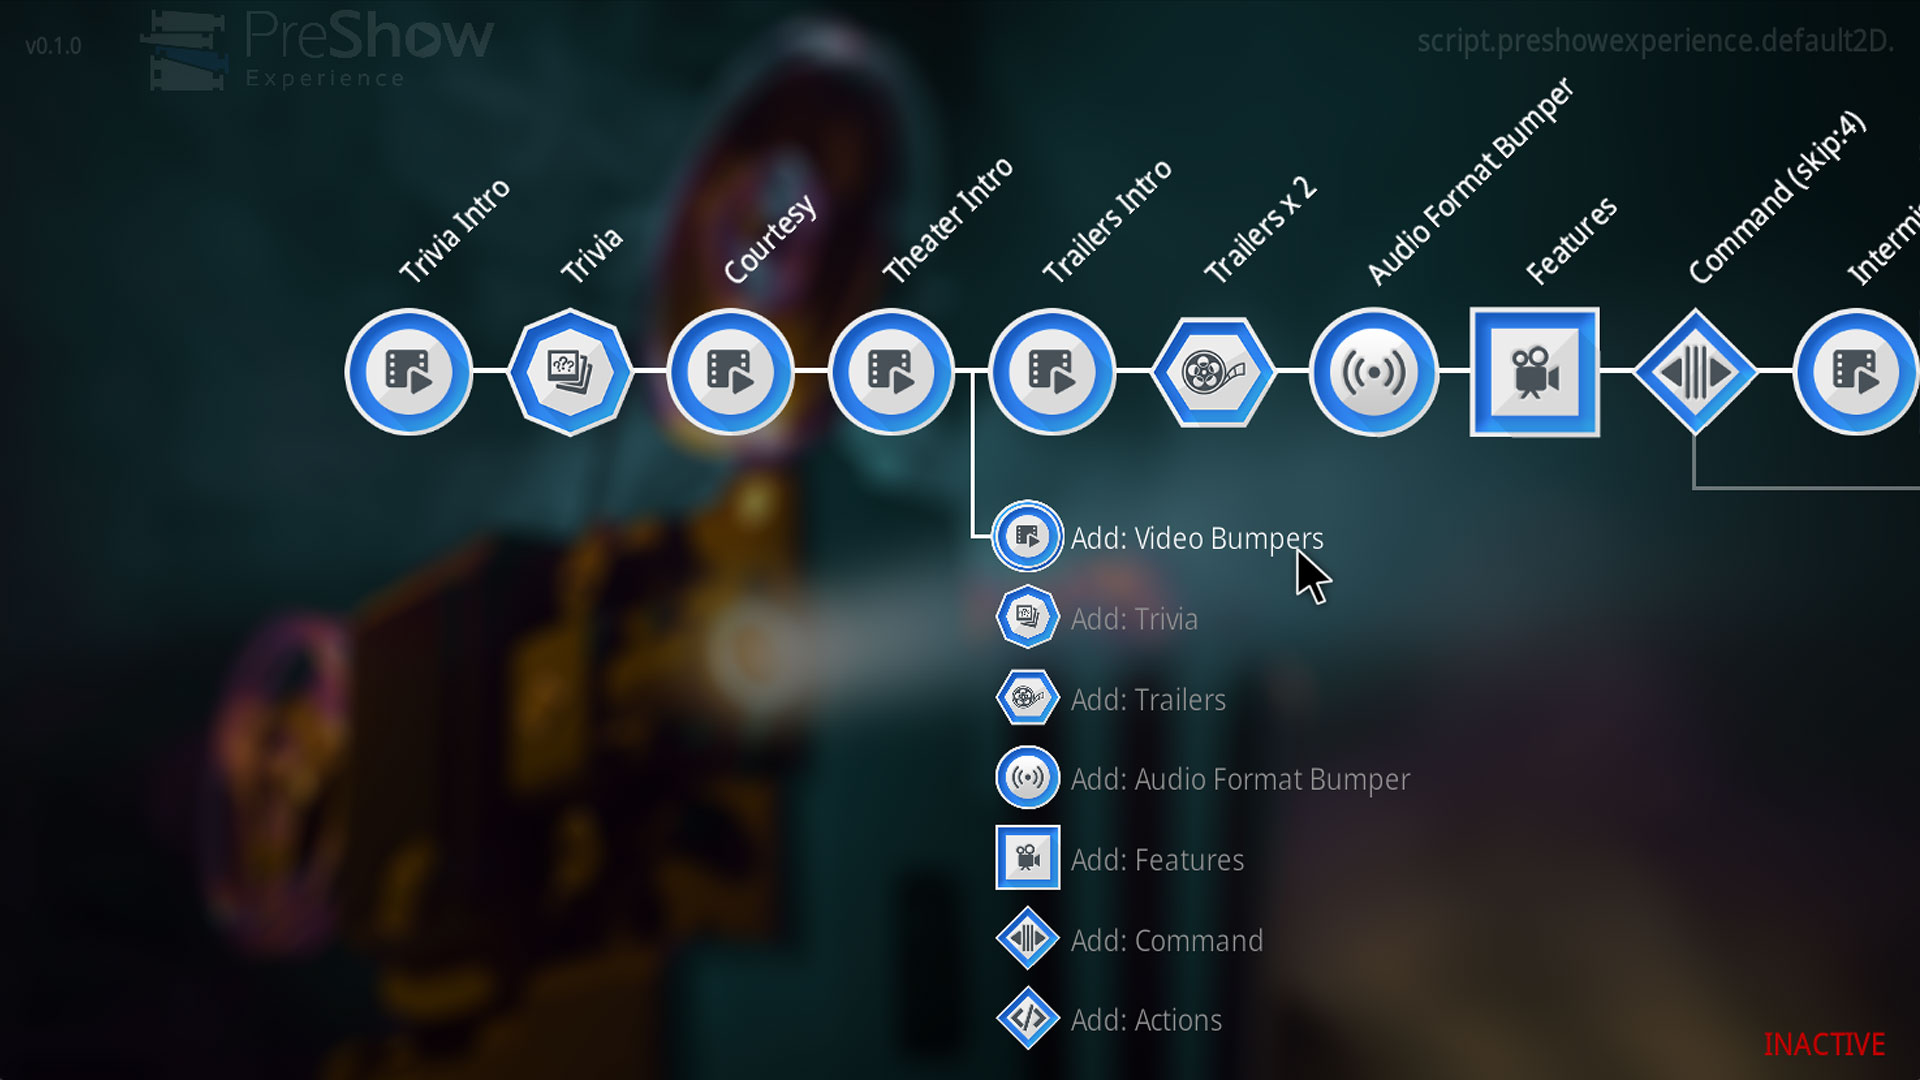 v0.1.0
PreShow
Experience
script.preshowexperience.default2D.
Trivia Intro
Trivia
Courtesy
Theater Intro
Trailers Intro
Trailers x 2
Audio Format Bumper
Features
Command (skip:4)
???
Add: Video Bumpers
Add: Trivia
Add: Trailers
Add: Audio Format Bumper
Add: Features
Add: Command
</>
Add: Actions
INACTIVE